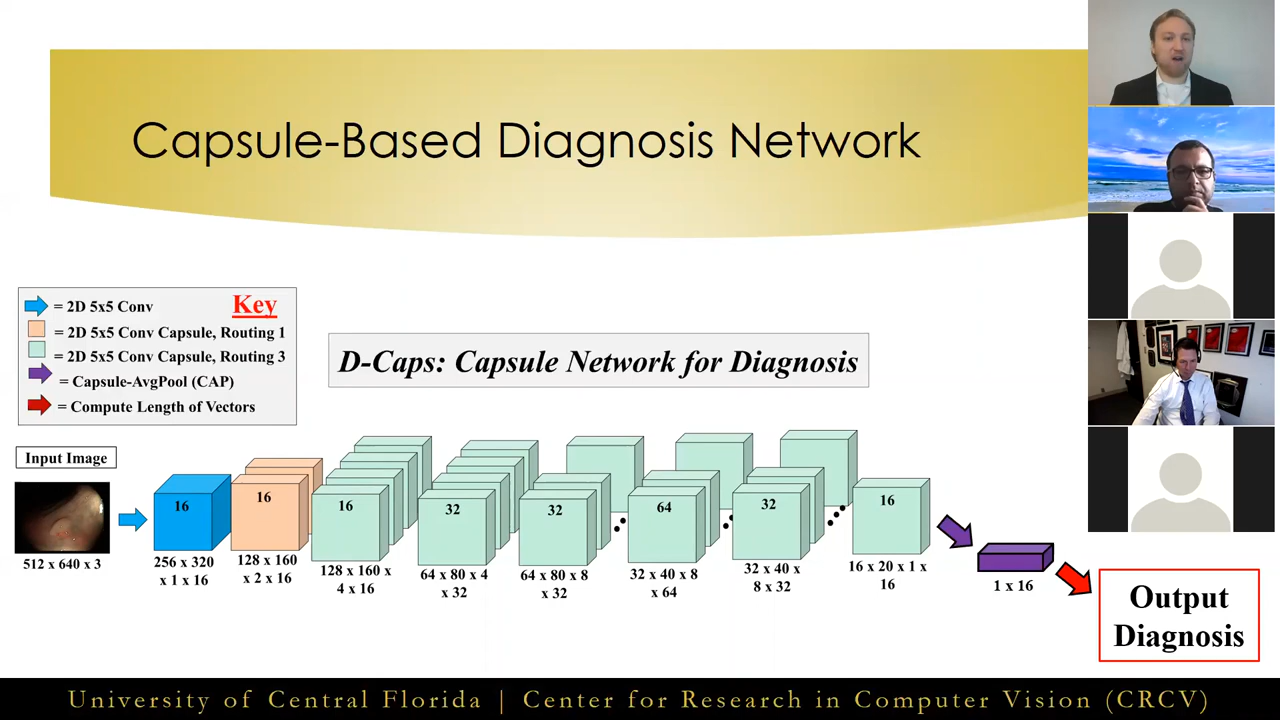 Capsule-Based Diagnosis Network
Key
= 2D 5x5 Conv
= 2D 5x5 Conv Capsule, Routing 1
= 2D 5x5 Conv Capsule, Routing 3
= Capsule-AvgPool (CAP)
= Compute Length of Vectors
D-Caps: Capsule Network for Diagnosis
Input Image
512 x 640 x 3
16
256 x 320
x 1 x 16
16
128 x 160
x 2 x 16
16
128 x 160 x
4 x 16
32
64 x 80 x 4
x 32
32
64 x 80 x 8
x 32
64
32 x 40 x 8
x 64
32
32 x 40 x
8 x 32
16
16 x 20 x 1 x
16
1 x 16
Output
Diagnosis
University of Central Florida | Center for Research in Computer Vision (CRCV)